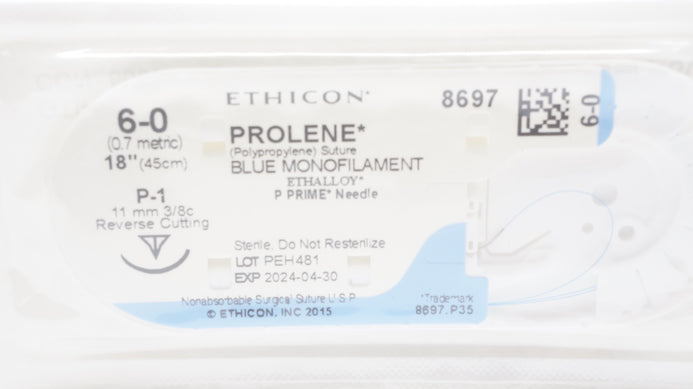 ETHICON*
8697
6-0
6-0
(0.7 metric)
18" (45cm)
PROLENE*
(Polypropylene) Suture
BLUE MONOFILAMENT
ETHALLOY*
P PRIME* Needle
P-1
11 mm 3/8c
Reverse Cutting
Sterile. Do Not Resterilize
LOT PEH481
EXP 2024-04-30
Nonabsorbable Surgical Suture U.S.P.
© ETHICON, INC 2015
*Trademark
8697.P35